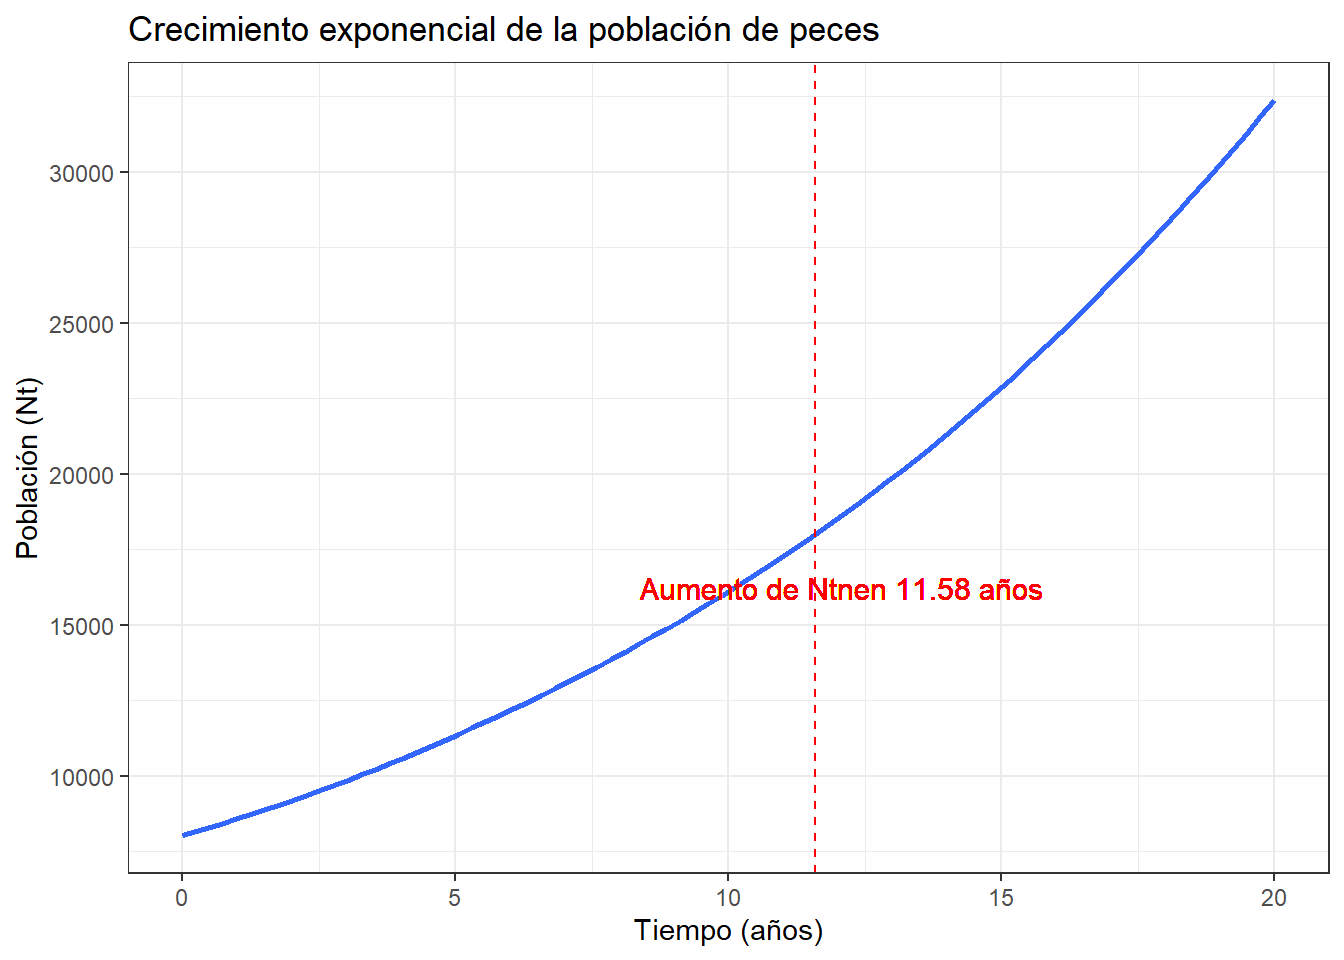 Crecimiento exponencial de la población de peces
30000
25000
20000
15000
10000
Población (Nt)
Aumento de Ntnen 11.58 años
0 5 10 15 20
Tiempo (años)